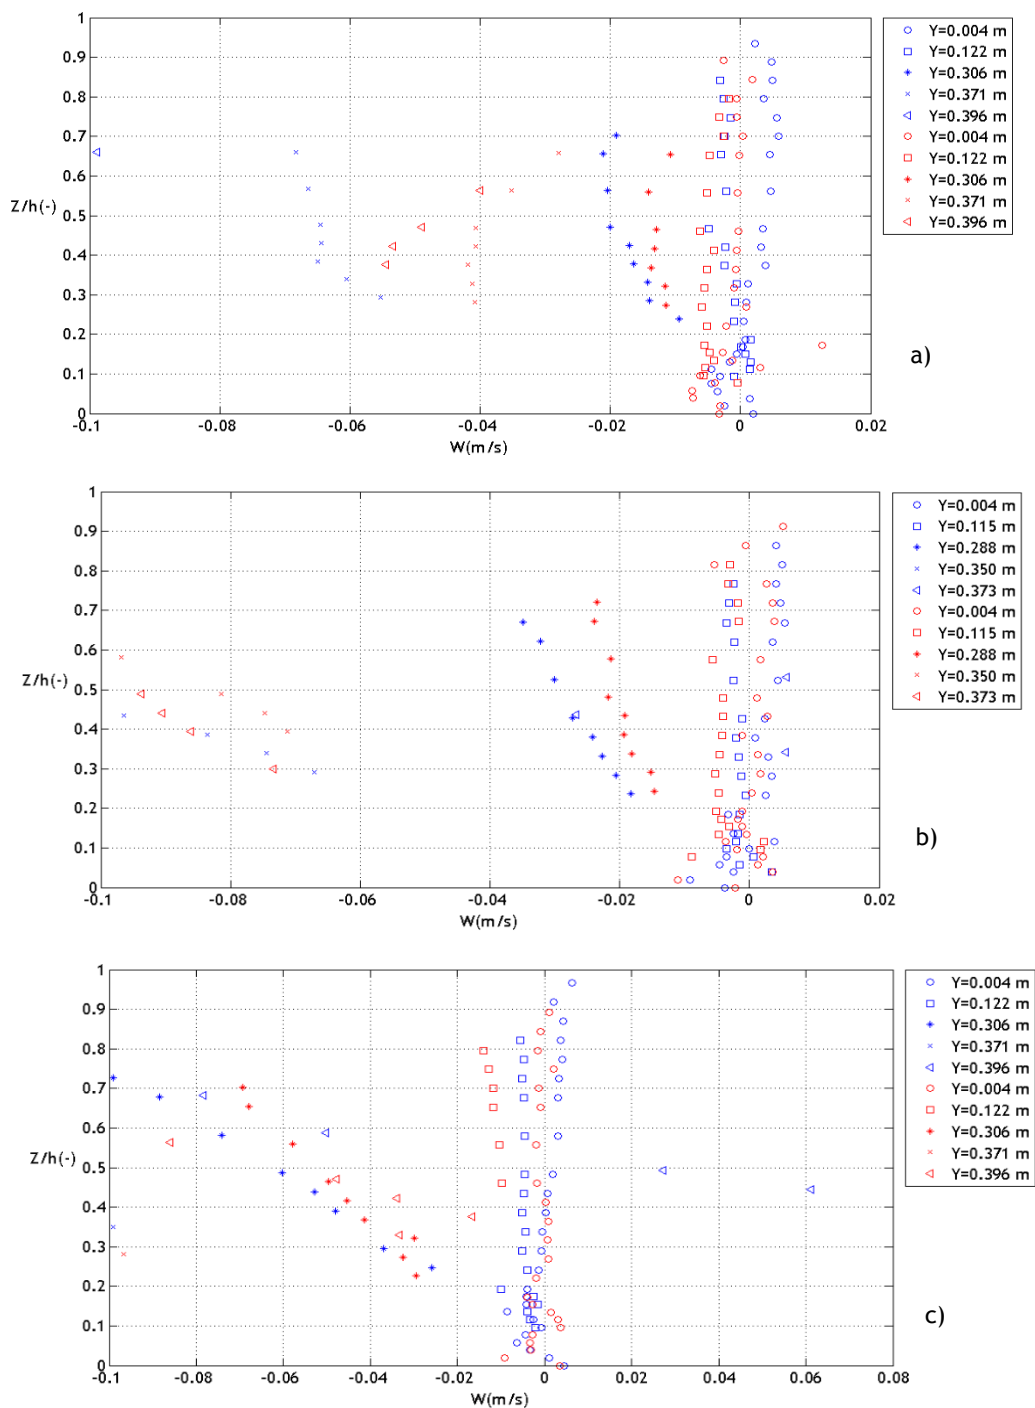 1
0.9
0.8
0.7
0.6
Z/h(-)
0.5
0.4
0.3
0.2
0.1
0
-0.1 -0.08 -0.06 -0.04 -0.02 0 0.02
W(m/s)
Y=0.004 m
Y=0.122 m
Y=0.306 m
Y=0.371 m
Y=0.396 m
Y=0.004 m
Y=0.122 m
Y=0.306 m
Y=0.371 m
Y=0.396 m
a)
1
0.9
0.8
0.7
0.6
Z/h(-)
0.5
0.4
0.3
0.2
0.1
0
-0.1 -0.08 -0.06 -0.04 -0.02 0 0.02
W(m/s)
Y=0.004 m
Y=0.115 m
Y=0.288 m
Y=0.350 m
Y=0.373 m
Y=0.004 m
Y=0.115 m
Y=0.288 m
Y=0.350 m
Y=0.373 m
b)
1
0.9
0.8
0.7
0.6
Z/h(-)
0.5
0.4
0.3
0.2
0.1
0
-0.1 -0.08 -0.06 -0.04 -0.02 0 0.02 0.04 0.06 0.08
W(m/s)
Y=0.004 m
Y=0.122 m
Y=0.306 m
Y=0.371 m
Y=0.396 m
Y=0.004 m
Y=0.122 m
Y=0.306 m
Y=0.371 m
Y=0.396 m
c)